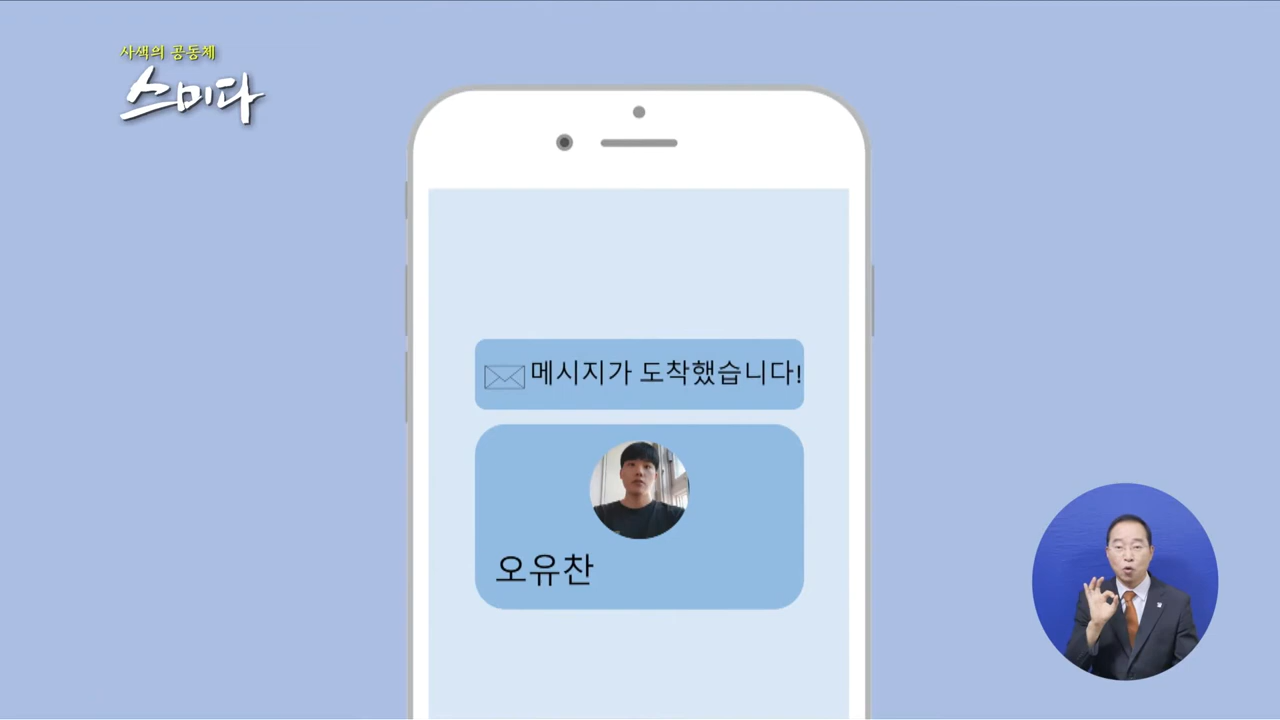 사색의 공동체
스미다
메시지가 도착했습니다!
오유찬